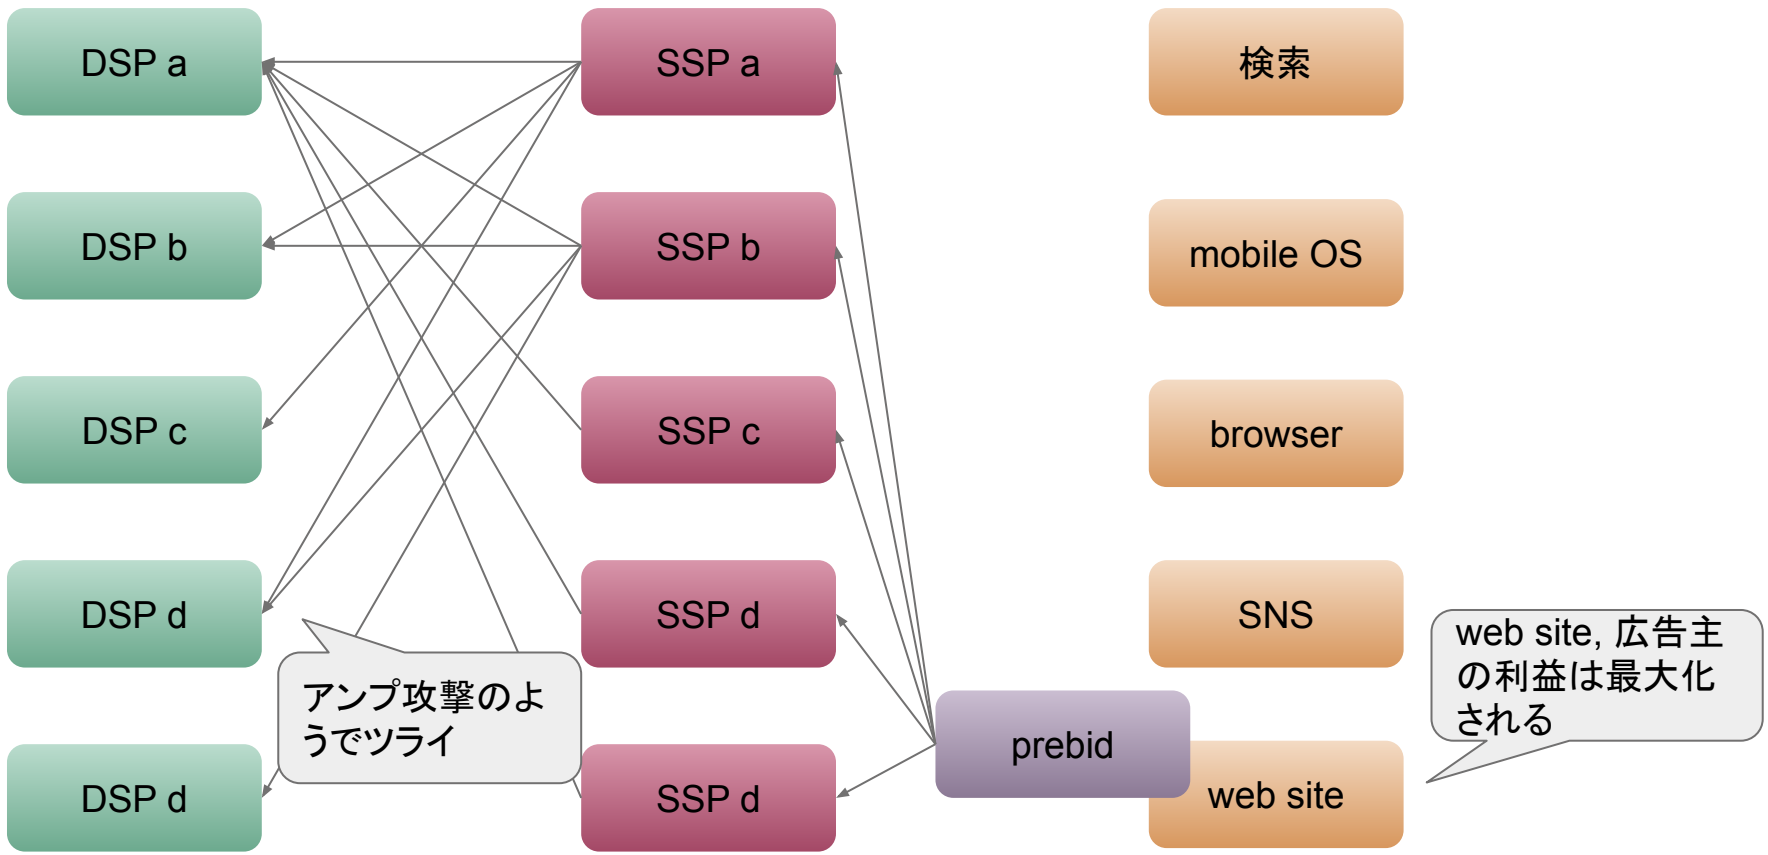 DSP a
SSP a
検索
DSP b
SSP b
mobile OS
DSP c
SSP c
browser
DSP d
SSP d
SNS
web site, 広告主
の利益は最大化
される
アンプ攻撃のよ
うでツライ
prebid
DSP d
SSP d
web site